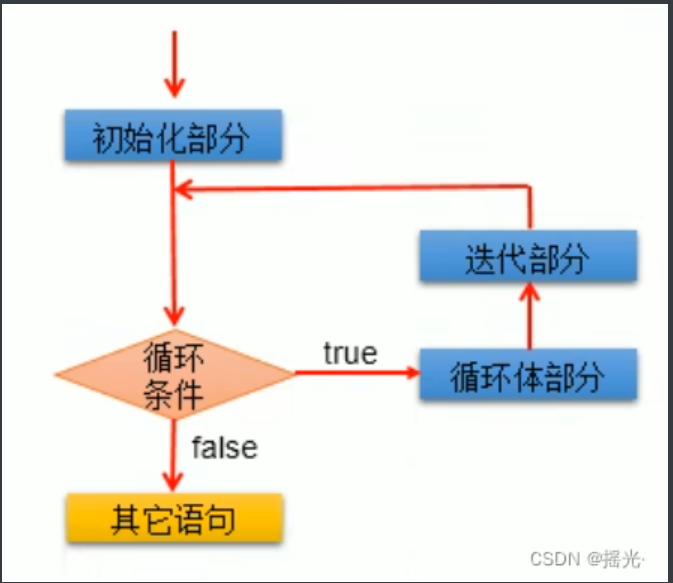 初始化部分
迭代部分
循环
条件
true
循环体部分
false
其它语句
CSDN @摇光·